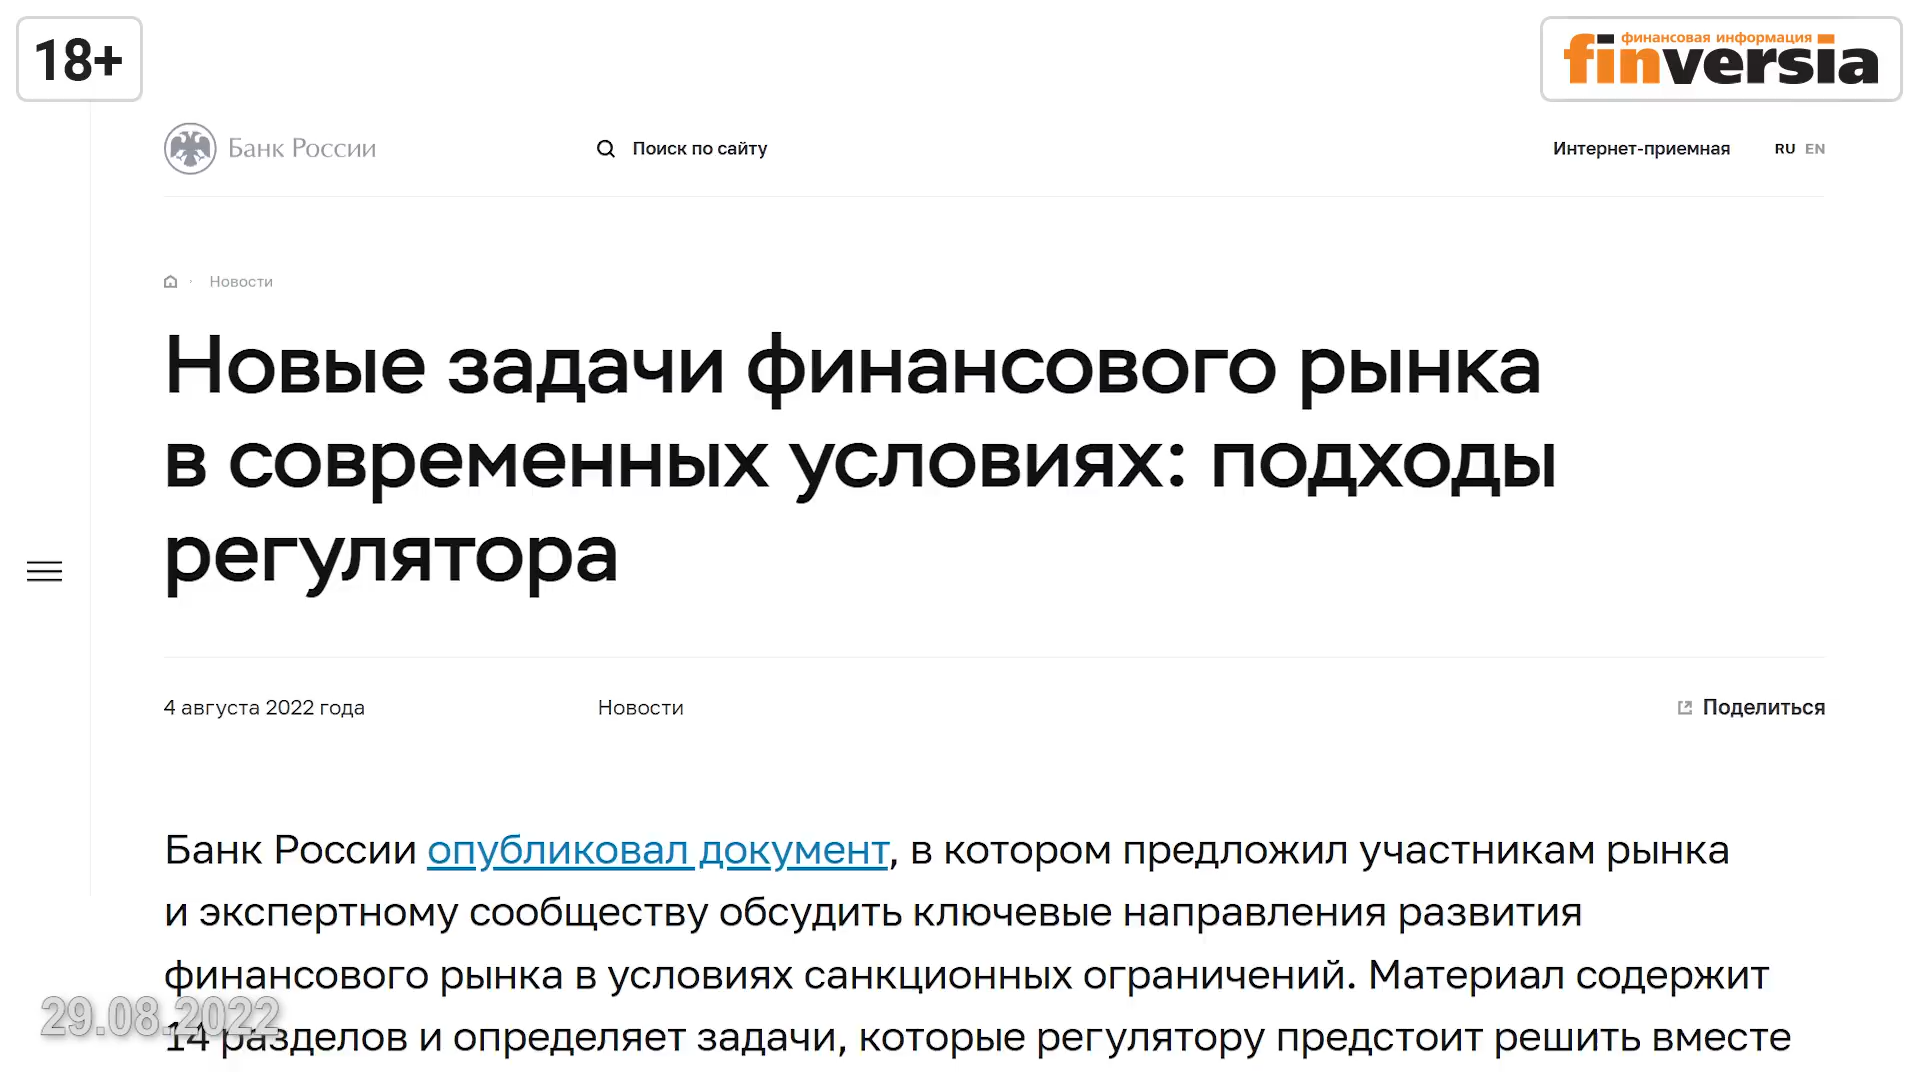 18+
финансовая информация
finversia
Банк России
Поиск по сайту
Интернет-приемная
RU EN
Новости
Новые задачи финансового рынка
в современных условиях: подходы
регулятора
4 августа 2022 года
Новости
Поделиться
Банк России опубликовал документ, в котором предложил участникам рынка
и экспертному сообществу обсудить ключевые направления развития
финансового рынка в условиях санкционных ограничений. Материал содержит
29.08.2022
14 разделов и определяет задачи, которые регулятору предстоит решить вместе